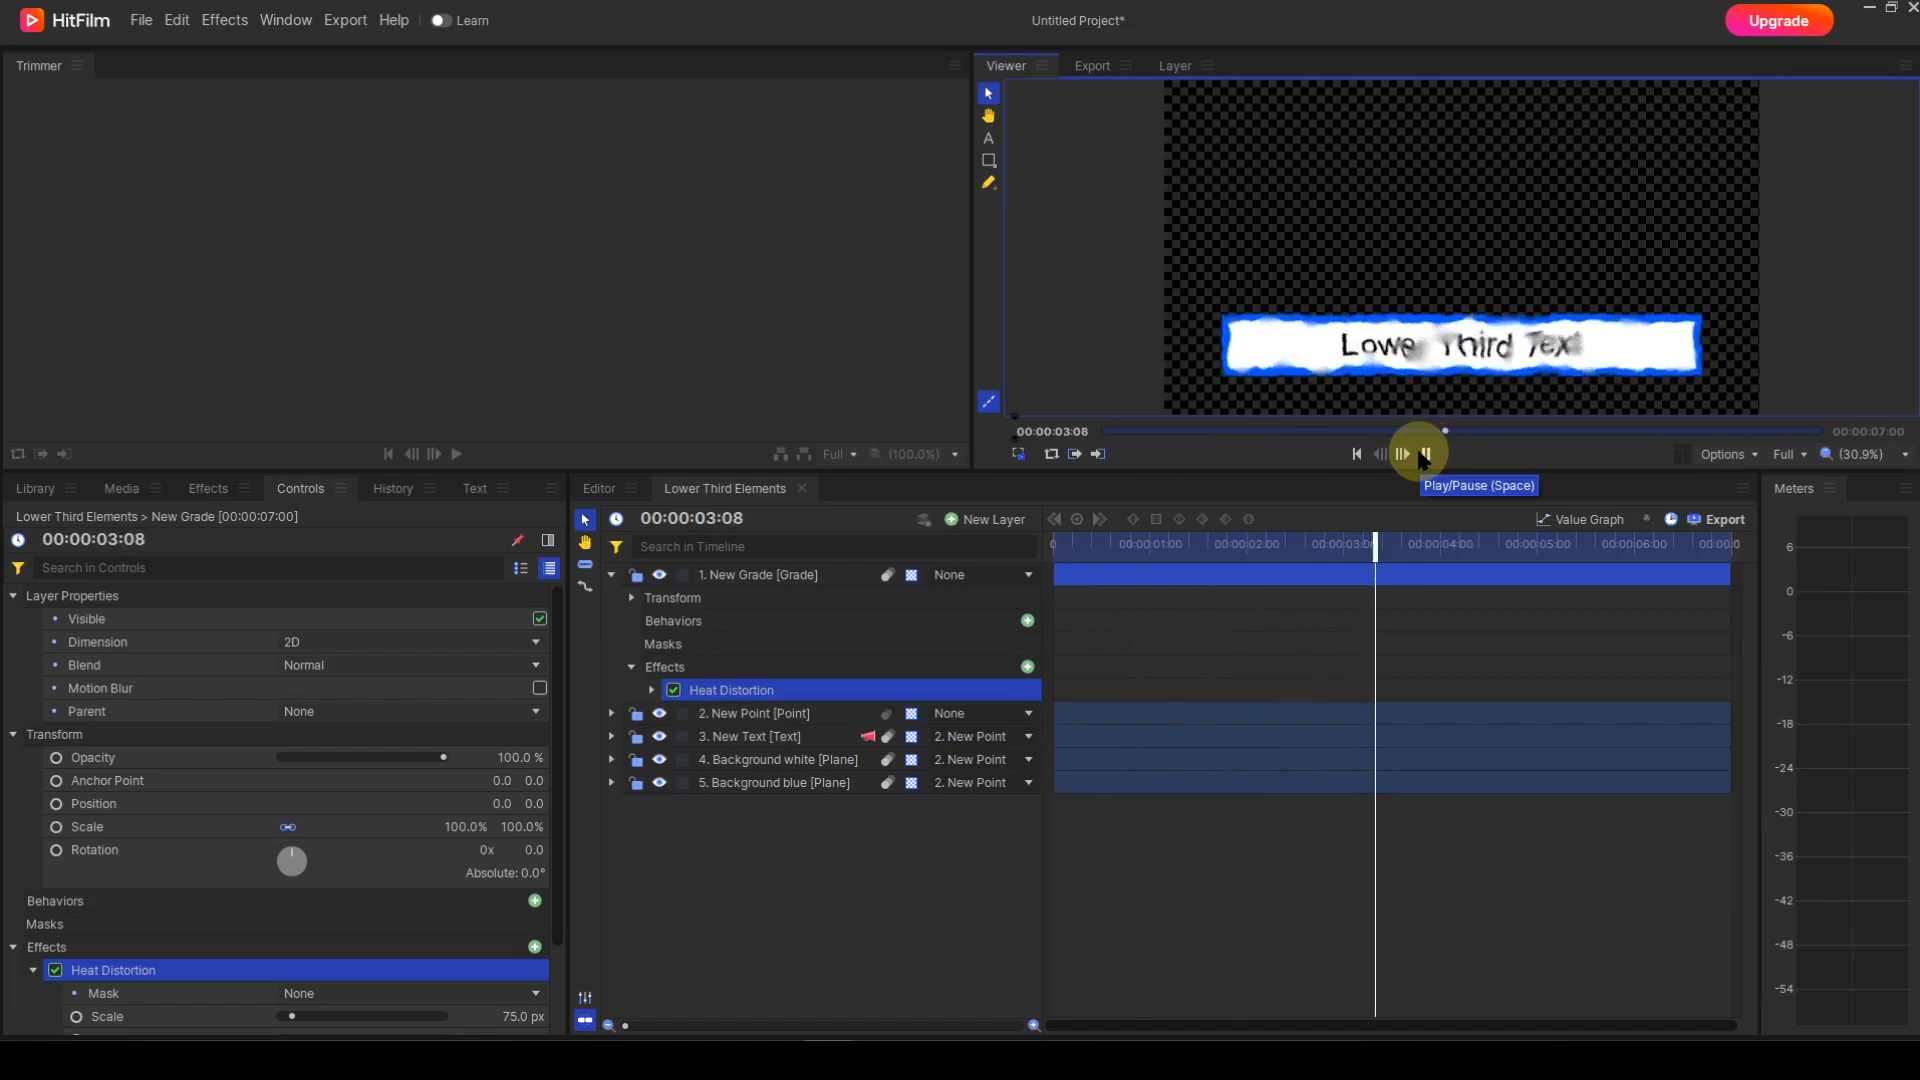 HitFilm File Edit Effects Window Export Help Learn Untitled Project* Upgrade
Trimmer
Viewer Export Layer
A
Lower Third Text
Full (100.0%)
00:00:03:08 00:00:07:00
Options Full (30.9%)
Play/Pause (Space)
Library Media Effects Controls History Text
Lower Third Elements > New Grade [00:00:07:00]
00:00:03:08
Search in Controls
Layer Properties
Visible
Dimension 2D
Blend Normal
Motion Blur
Parent None
Transform
Opacity 100.0 %
Anchor Point 0.0 0.0
Position 0.0 0.0
Scale 100.0% 100.0%
Rotation 0x 0.0
Absolute: 0.0°
Behaviors
Masks
Effects
Heat Distortion
Mask None
Scale 75.0 px
Editor Lower Third Elements
00:00:03:08 New Layer Value Graph Export
Search in Timeline
0 00:00:01:00 00:00:02:00 00:00:03:00 00:00:04:00 00:00:05:00 00:00:06:00 00:00:0
1. New Grade [Grade] None
Transform
Behaviors
Masks
Effects
Heat Distortion
2. New Point [Point] None
3. New Text [Text] 2. New Point
4. Background white [Plane] 2. New Point
5. Background blue [Plane] 2. New Point
Meters
6
0
-6
-12
-18
-24
-30
-36
-42
-48
-54